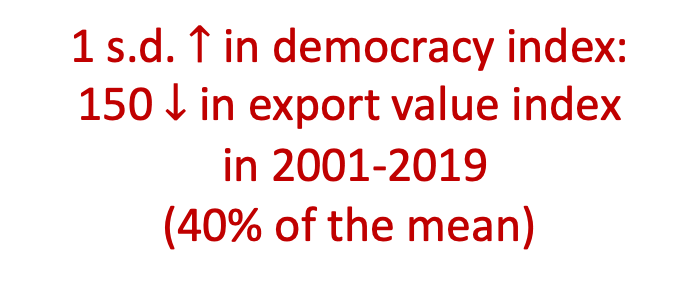 1 s.d. ↑ in democracy index:
150 ↓ in export value index
in 2001-2019
(40% of the mean)